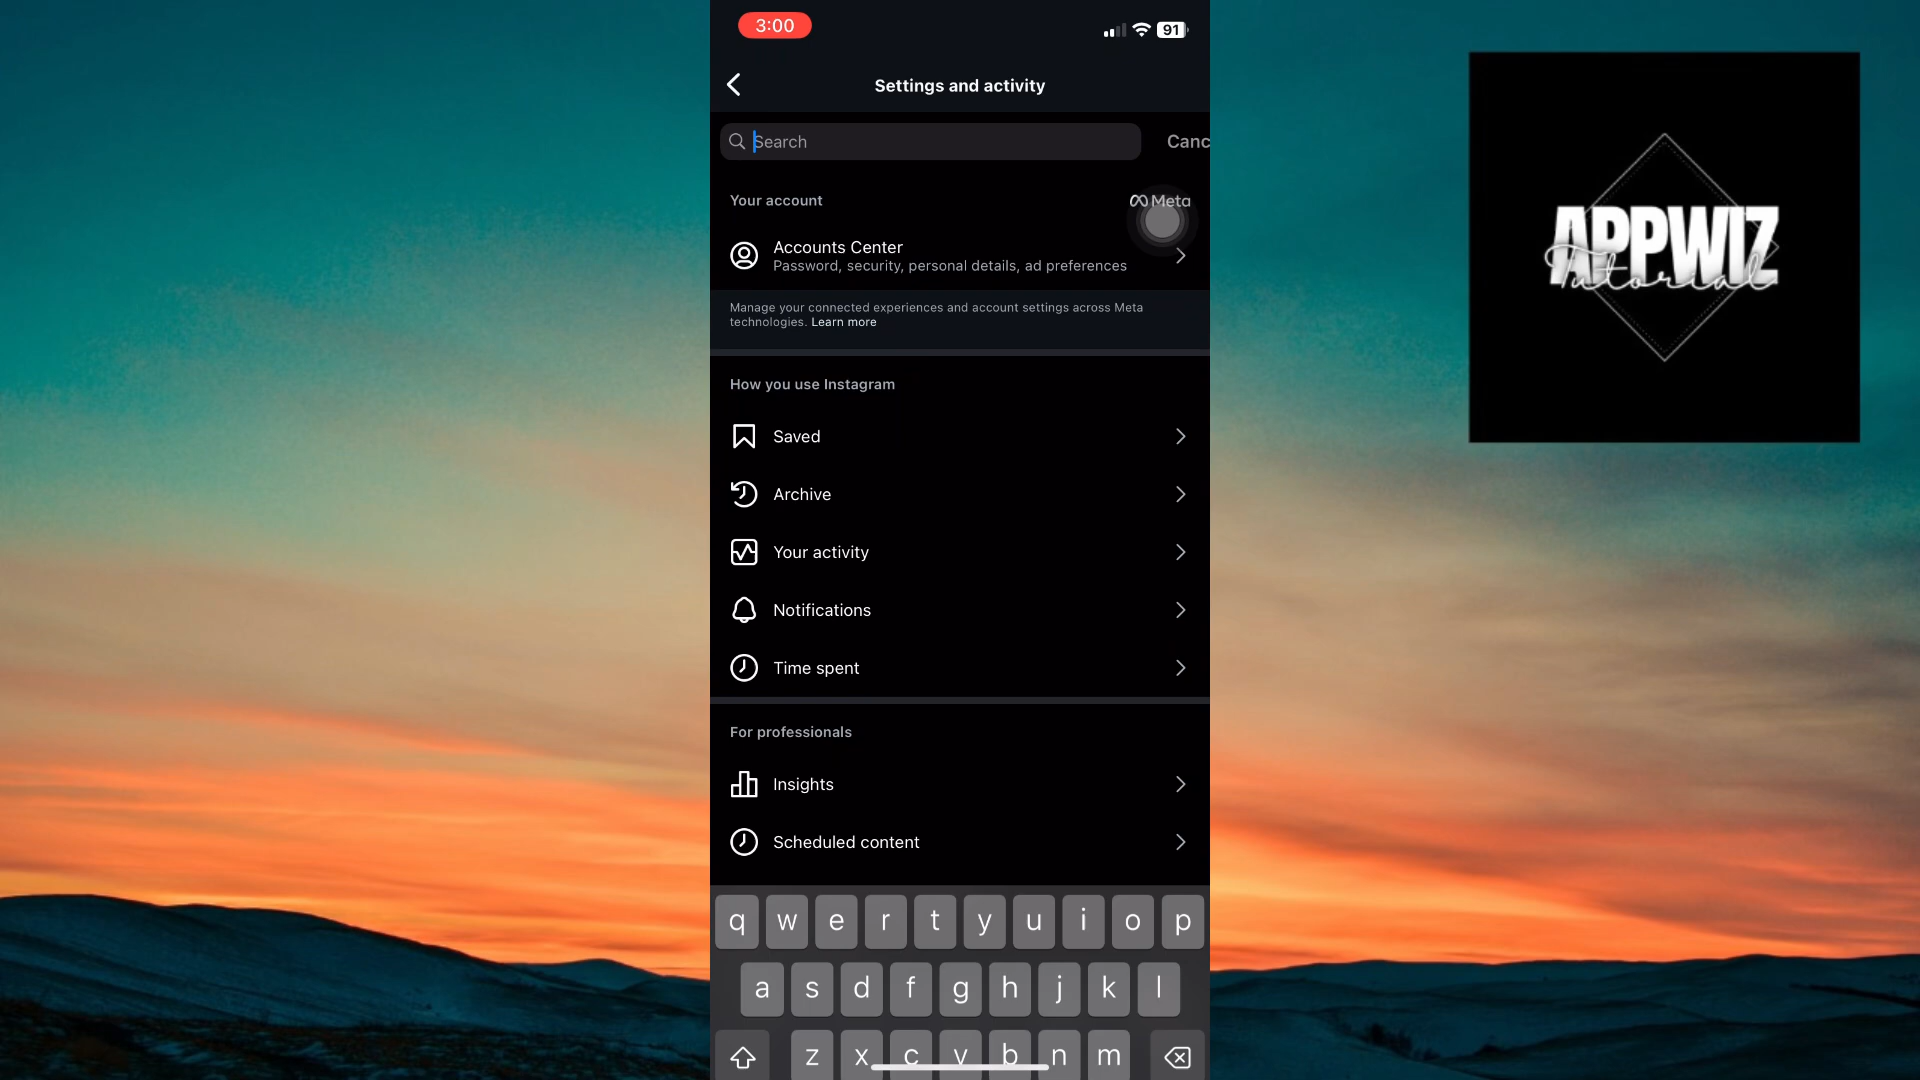 3:00
91
Settings and activity
Search
Canc
Your account
Meta
Accounts Center
Password, security, personal details, ad preferences
Manage your connected experiences and account settings across Meta
technologies. Learn more
How you use Instagram
Saved
Archive
Your activity
Notifications
Time spent
For professionals
Insights
Scheduled content
q w e r t y u i o p
a s d f g h j k l
z x c v b n m
APPWIZ
Tutorial